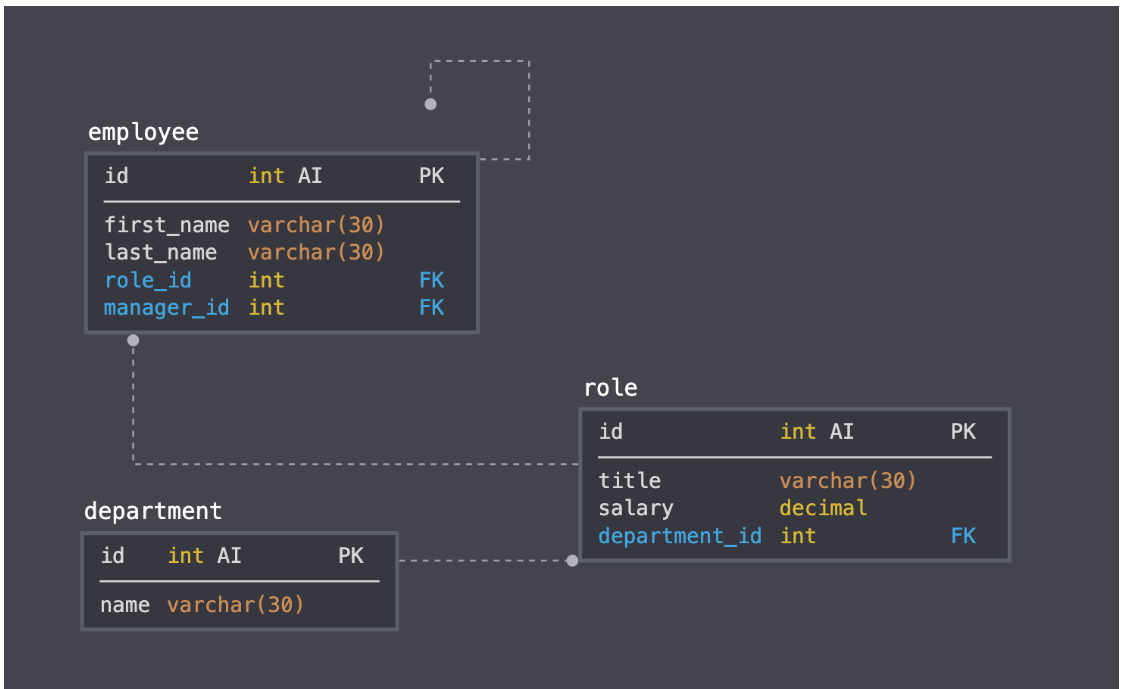 employee
id int AI PK
first_name varchar(30)
last_name varchar(30)
role_id int FK
manager_id int FK
role
id int AI PK
title varchar(30)
salary decimal
department_id int FK
department
id int AI PK
name varchar(30)